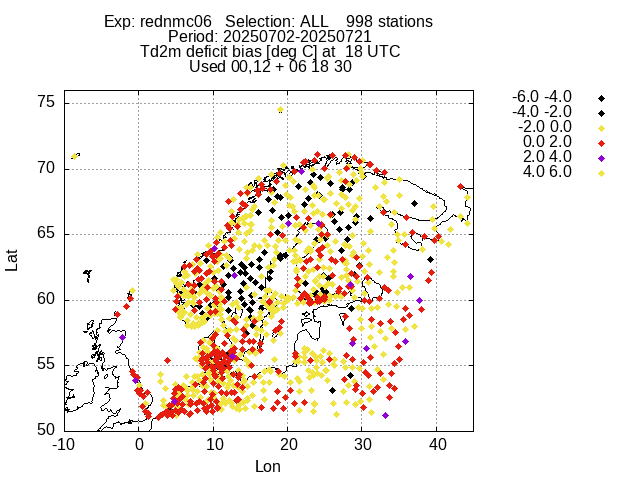 Exp: rednmc06 Selection: ALL 998 stations
Period: 20250702-20250721
Td2m deficit bias [deg C] at 18 UTC
Used 00,12 + 06 18 30
-6.0 -4.0
-4.0 -2.0
-2.0 0.0
0.0 2.0
2.0 4.0
4.0 6.0
75
70
65
60
55
50
Lat
-10 0 10 20 30 40
Lon